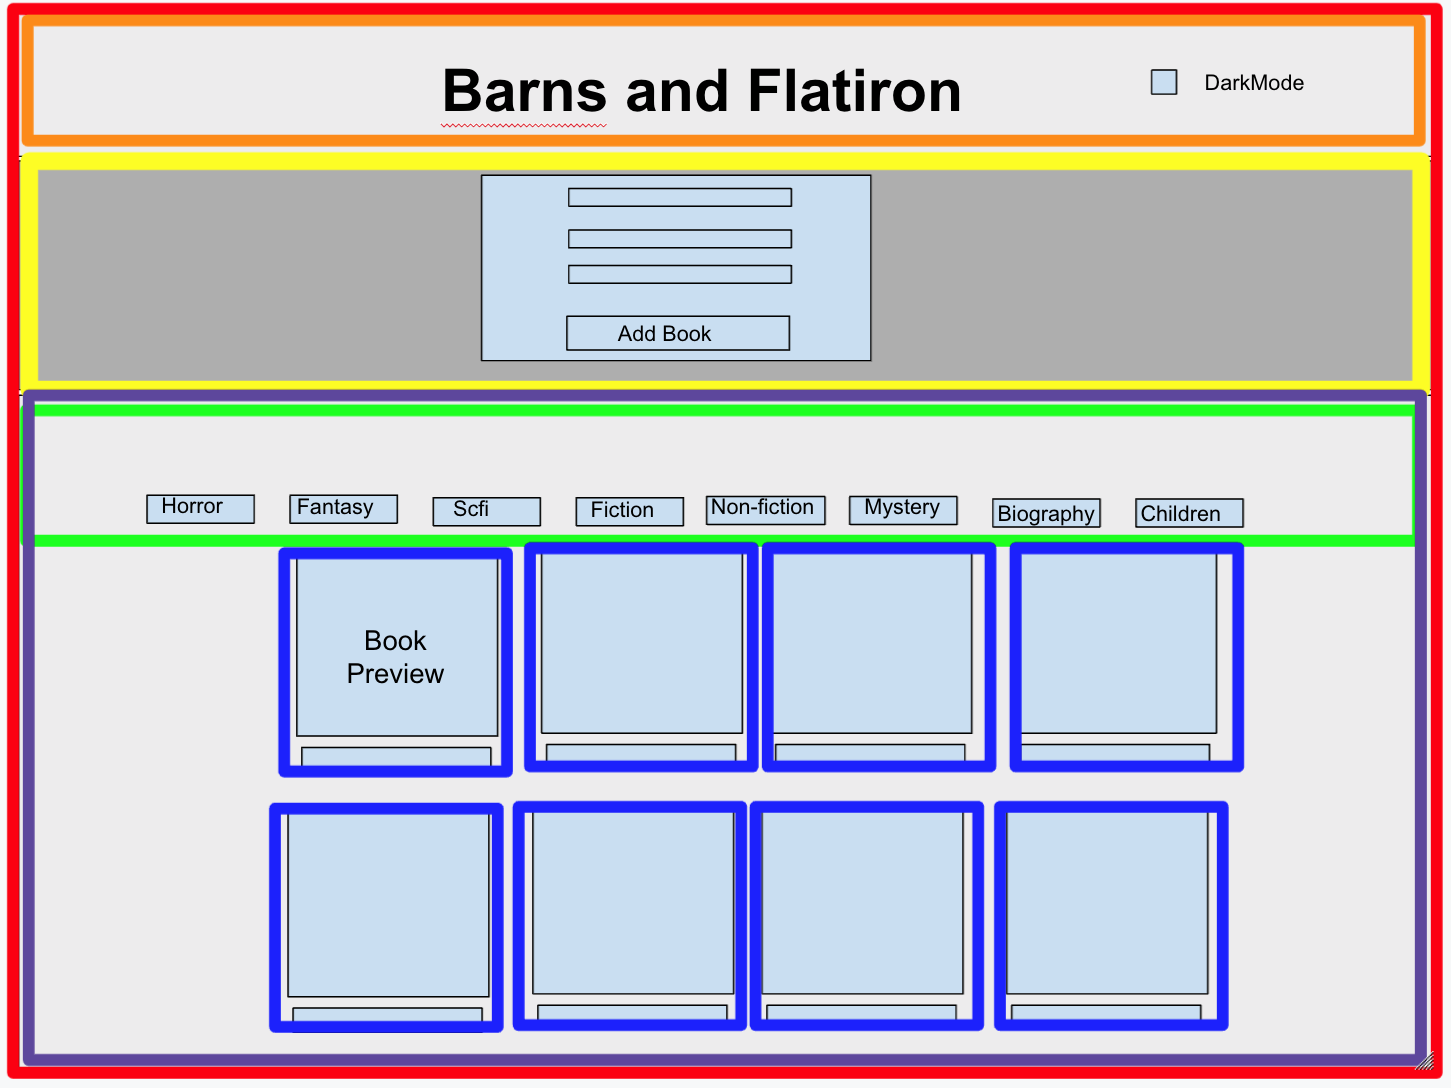 Barns and Flatiron
DarkMode
Add Book
Horror
Fantasy
Scfi
Fiction
Non-fiction
Mystery
Biography
Children
Book
Preview